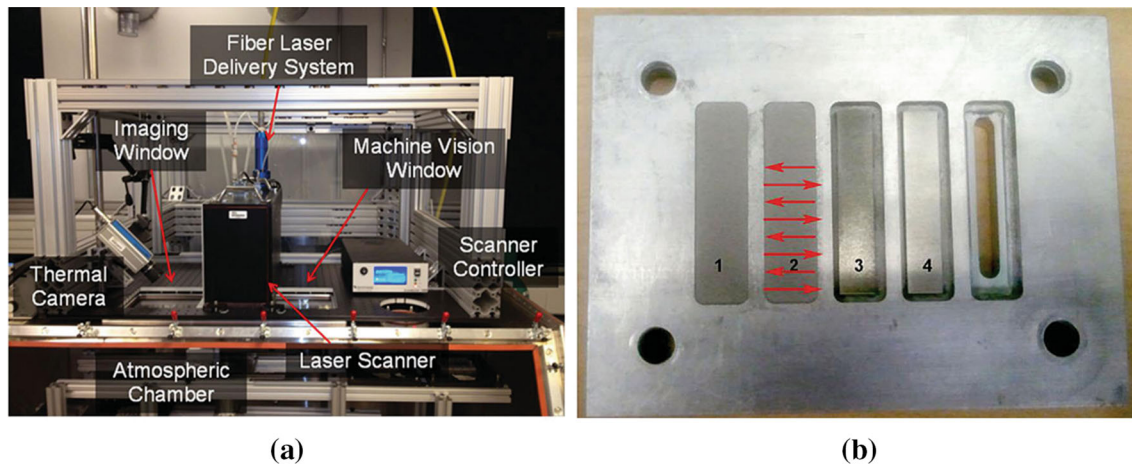 Fiber Laser
Delivery System
Imaging
Window
Machine Vision
Window
Thermal
Camera
Scanner
Controller
Laser Scanner
Atmospheric
Chamber
1
2
3
4
(a)
(b)